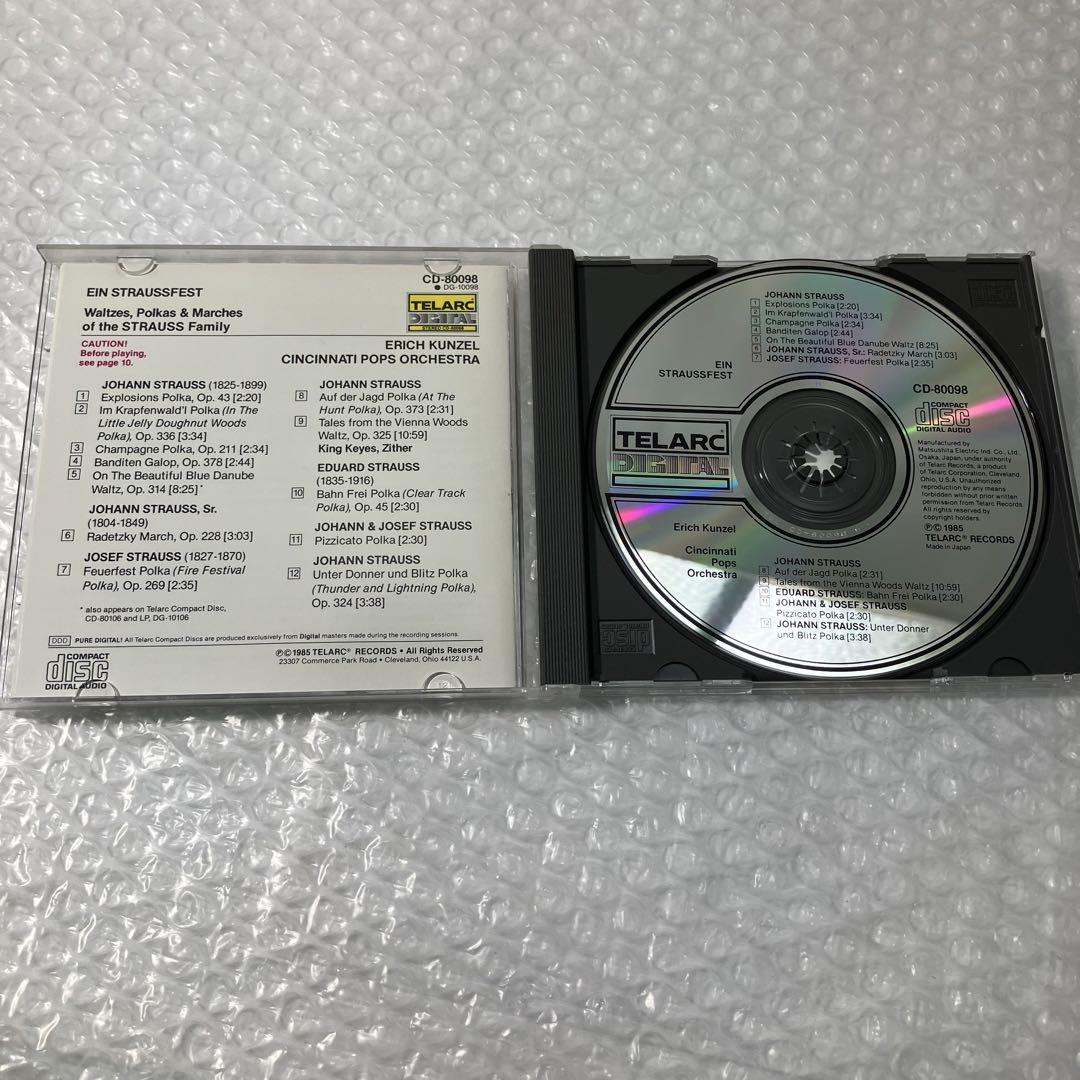 EIN STRAUSSFEST
Waltzes, Polkas & Marches
of the STRAUSS Family
CAUTION!
Before playing,
see page 10.
CD-80098
● DG-10098
TELARC
DIGITAL
STEREO CD-80098
ERICH KUNZEL
CINCINNATI POPS ORCHESTRA
JOHANN STRAUSS (1825-1899)
1 Explosions Polka, Op. 43 [2:20]
2 Im Krapfenwald'l Polka (In The
Little Jelly Doughnut Woods
Polka), Op. 336 [3:34]
3 Champagne Polka, Op. 211 [2:34]
4 Banditen Galop, Op. 378 [2:44]
5 On The Beautiful Blue Danube
Waltz, Op. 314 [8:25]*
JOHANN STRAUSS, Sr.
(1804-1849)
6 Radetzky March, Op. 228 [3:03]
JOSEF STRAUSS (1827-1870)
7 Feuerfest Polka (Fire Festival
Polka), Op. 269 [2:35]
* also appears on Telarc Compact Disc,
CD-80106 and LP, DG-10106
JOHANN STRAUSS
8 Auf der Jagd Polka (At The
Hunt Polka), Op. 373 [2:31]
9 Tales from the Vienna Woods
Waltz, Op. 325 [10:59]
King Keyes, Zither
EDUARD STRAUSS
(1835-1916)
10 Bahn Frei Polka (Clear Track
Polka), Op. 45 [2:30]
JOHANN & JOSEF STRAUSS
11 Pizzicato Polka [2:30]
JOHANN STRAUSS
12 Unter Donner und Blitz Polka
(Thunder and Lightning Polka),
Op. 324 [3:38]
DDD PURE DIGITAL! All Telarc Compact Discs are produced exclusively from Digital masters made during the recording sessions.
COMPACT
disc
DIGITAL AUDIO
℗©1985 TELARC® RECORDS • All Rights Reserved
23307 Commerce Park Road • Cleveland, Ohio 44122 U.S.A.
JOHANN STRAUSS
1 Explosions Polka [2:20]
2 Im Krapfenwald'l Polka [3:34]
3 Champagne Polka [2:34]
4 Banditen Galop [2:44]
5 On The Beautiful Blue Danube Waltz [8:25]
6 JOHANN STRAUSS, Sr.: Radetzky March [3:03]
7 JOSEF STRAUSS: Feuerfest Polka [2:35]
EIN
STRAUSSFEST
CD-80098
COMPACT
disc
DIGITAL AUDIO
TELARC®
DIGITAL
Manufactured by
Matsushita Electric Ind. Co., Ltd.,
Osaka, Japan, under authority
of Telarc Records, a product
of Telarc Corporation, Cleveland,
Ohio, U.S.A. Unauthorized
reproduction by any means
forbidden without prior written
permission from Telarc Records.
All rights reserved by
copyright holders.
℗© 1985
TELARC® RECORDS
Made in Japan
Erich Kunzel
Cincinnati
Pops
Orchestra
JOHANN STRAUSS
8 Auf der Jagd Polka [2:31]
9 Tales from the Vienna Woods Waltz [10:59]
10 EDUARD STRAUSS: Bahn Frei Polka [2:30]
11 JOHANN & JOSEF STRAUSS
Pizzicato Polka [2:30]
12 JOHANN STRAUSS: Unter Donner
und Blitz Polka [3:38]
COMPACT
disc
DIGITAL AUDIO